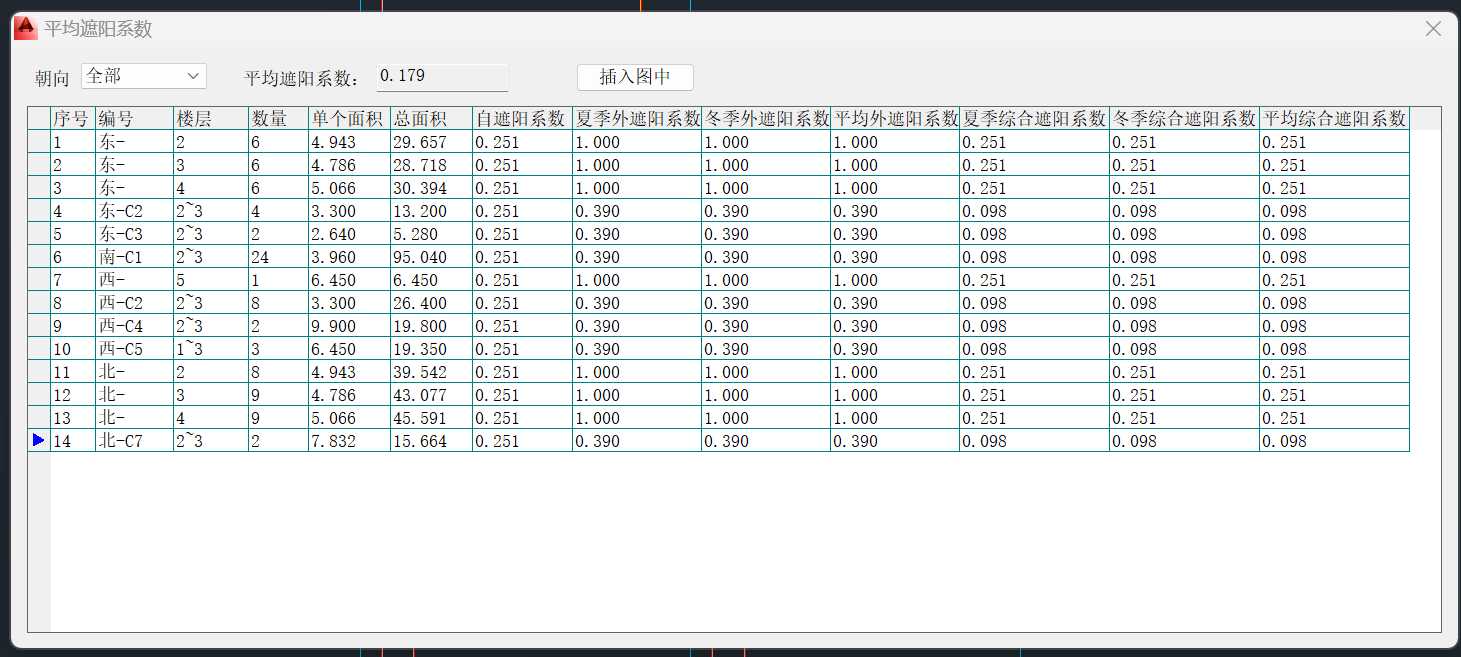 平均遮阳系数
朝向 全部 平均遮阳系数: 0.179 插入图中
序号 编号 楼层 数量 单个面积 总面积 自遮阳系数 夏季外遮阳系数 冬季外遮阳系数 平均外遮阳系数 夏季综合遮阳系数 冬季综合遮阳系数 平均综合遮阳系数
1 东- 2 6 4.943 29.657 0.251 1.000 1.000 1.000 0.251 0.251 0.251
2 东- 3 6 4.786 28.718 0.251 1.000 1.000 1.000 0.251 0.251 0.251
3 东- 4 6 5.066 30.394 0.251 1.000 1.000 1.000 0.251 0.251 0.251
4 东-C2 2~3 4 3.300 13.200 0.251 0.390 0.390 0.390 0.098 0.098 0.098
5 东-C3 2~3 2 2.640 5.280 0.251 0.390 0.390 0.390 0.098 0.098 0.098
6 南-C1 2~3 24 3.960 95.040 0.251 0.390 0.390 0.390 0.098 0.098 0.098
7 西- 5 1 6.450 6.450 0.251 1.000 1.000 1.000 0.251 0.251 0.251
8 西-C2 2~3 8 3.300 26.400 0.251 0.390 0.390 0.390 0.098 0.098 0.098
9 西-C4 2~3 2 9.900 19.800 0.251 0.390 0.390 0.390 0.098 0.098 0.098
10 西-C5 1~3 3 6.450 19.350 0.251 0.390 0.390 0.390 0.098 0.098 0.098
11 北- 2 8 4.943 39.542 0.251 1.000 1.000 1.000 0.251 0.251 0.251
12 北- 3 9 4.786 43.077 0.251 1.000 1.000 1.000 0.251 0.251 0.251
13 北- 4 9 5.066 45.591 0.251 1.000 1.000 1.000 0.251 0.251 0.251
14 北-C7 2~3 2 7.832 15.664 0.251 0.390 0.390 0.390 0.098 0.098 0.098